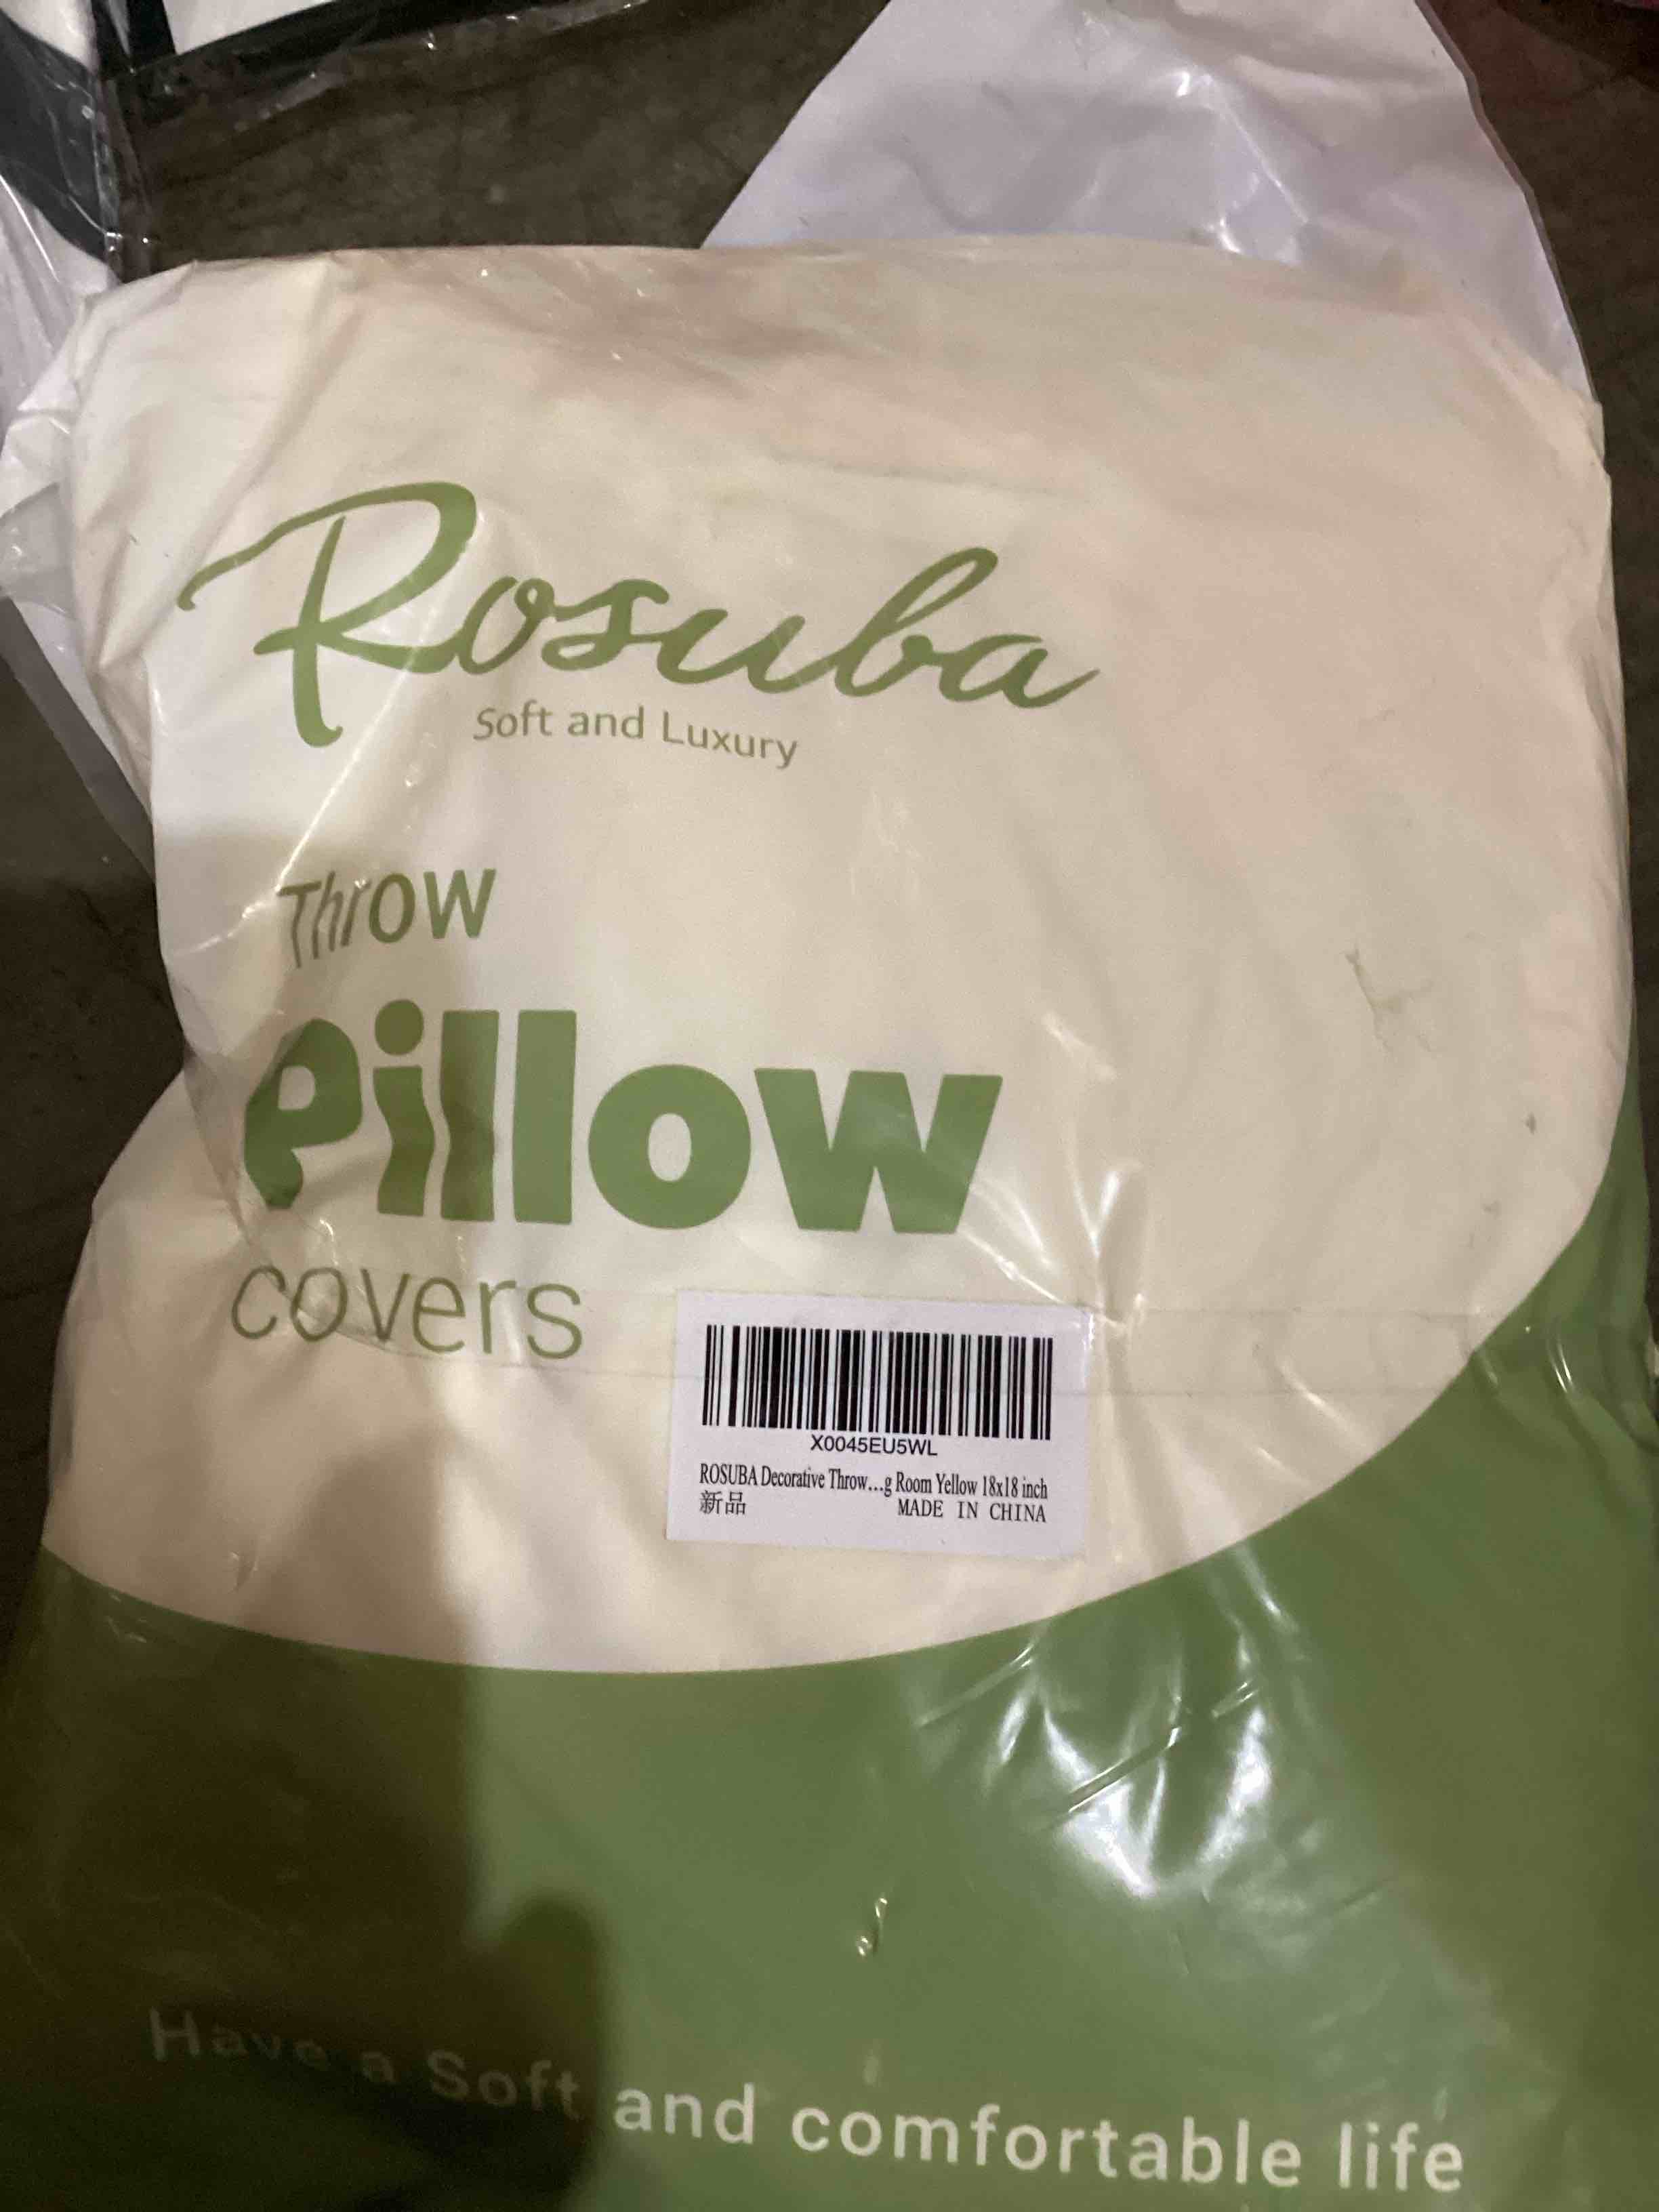 Rosuba
Soft and Luxury
Throw
Pillow
covers
X0045EU5WL
ROSUBA Decorative Throw...g Room Yellow 18x18 inch
新品 MADE IN CHINA
Have a Soft and comfortable life